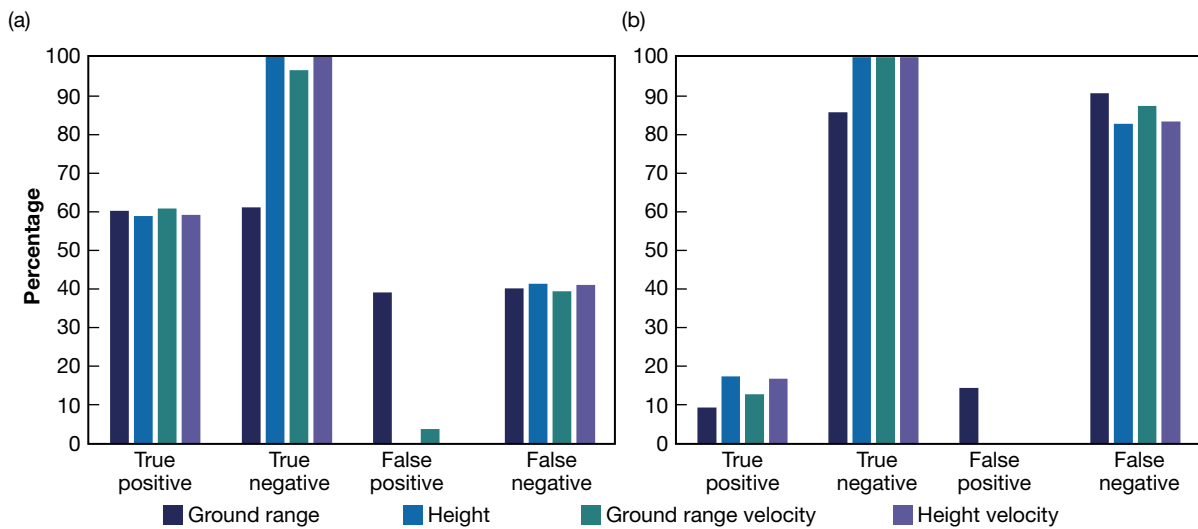 (a)
(b)
Percentage
100
90
80
70
60
50
40
30
20
10
0
True positive
True negative
False positive
False negative
100
90
80
70
60
50
40
30
20
10
0
True positive
True negative
False positive
False negative
Ground range
Height
Ground range velocity
Height velocity